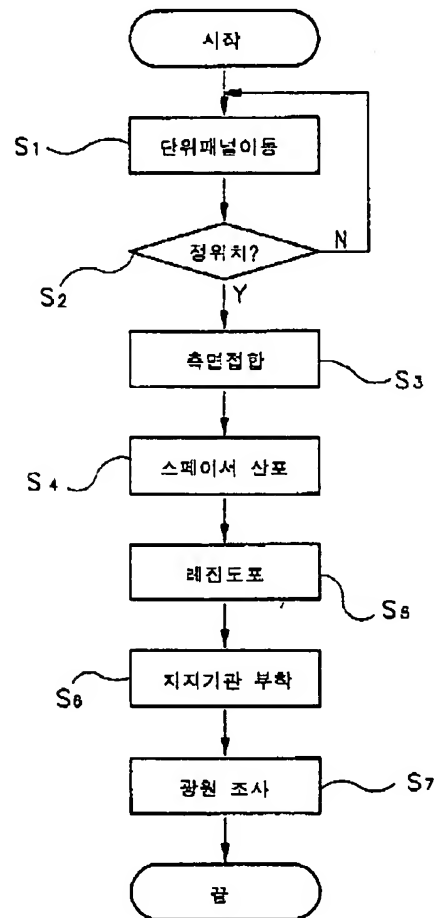 시작
S1
단위패널이동
정위치?
N
S2
Y
측면접합
S3
S4
스페이서 산포
레진도포
S5
S6
지지기판 부착
광원 조사
S7
끝